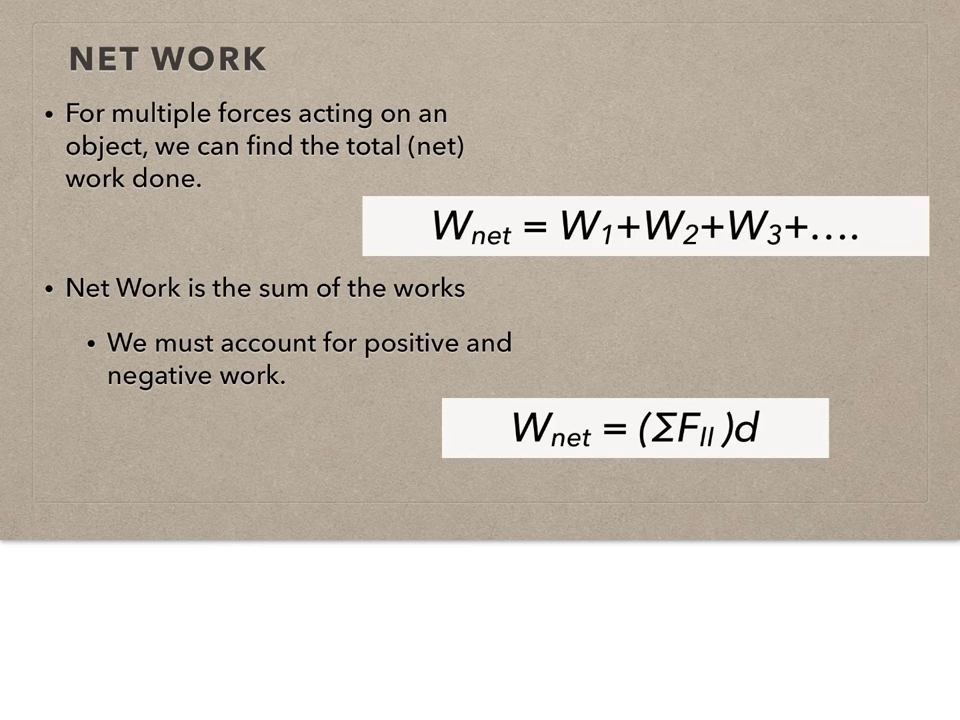 NET WORK
• For multiple forces acting on an
object, we can find the total (net)
work done.
Wnet = W1+W2+W3+….
• Net Work is the sum of the works
• We must account for positive and
negative work.
Wnet = (ΣFII )d